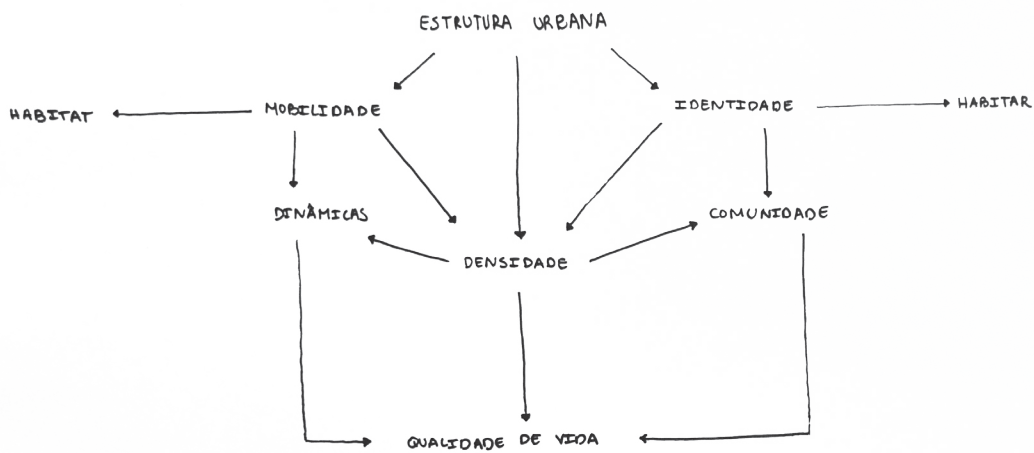 ESTRUTURA URBANA
HABITAT
MOBILIDADE
IDENTIDADE
HABITAR
DINÂMICAS
COMUNIDADE
DENSIDADE
QUALIDADE DE VIDA